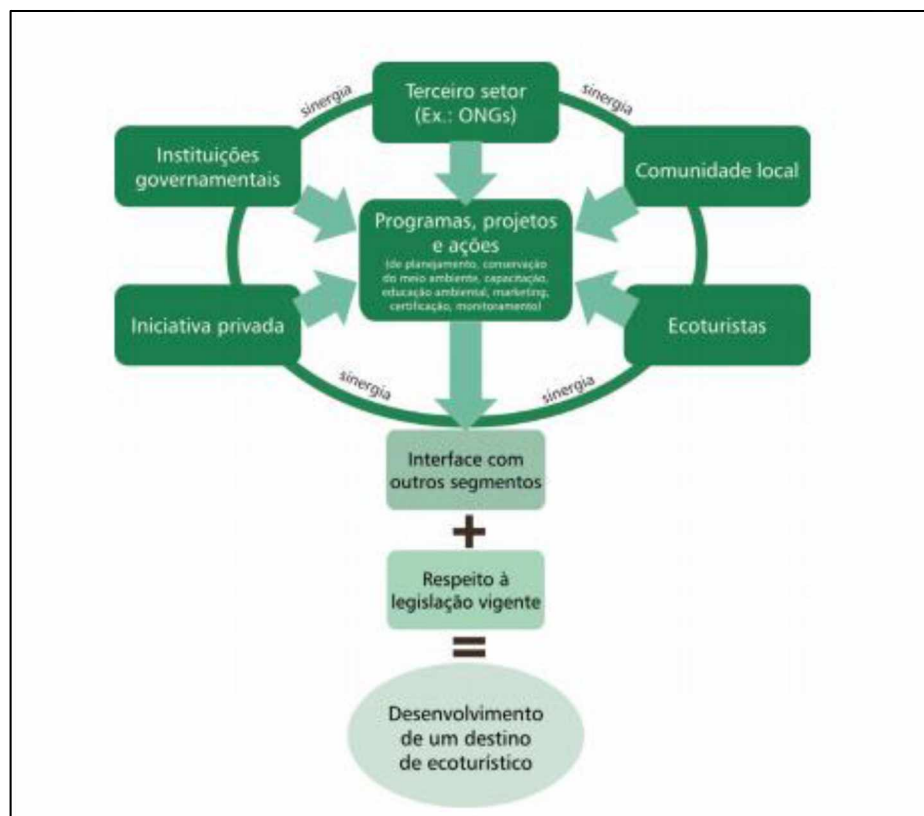 Terceiro setor
(Ex.: ONGs)
sinergia
sinergia
Instituições
governamentais
Comunidade local
Programas, projetos
e ações
(de planejamento, conservação
do meio ambiente, capacitação,
educação ambiental, marketing,
certificação, monitoramento)
Iniciativa privada
Ecoturistas
sinergia
sinergia
Interface com
outros segmentos
+
Respeito à
legislação vigente
=
Desenvolvimento
de um destino
de ecoturístico